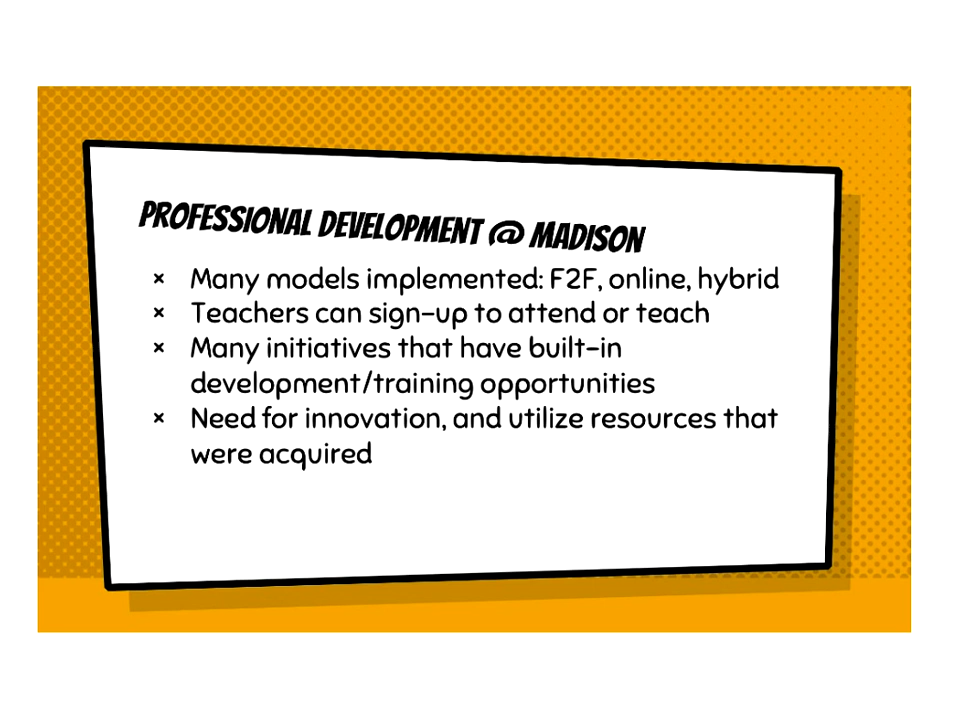 PROFESSIONAL DEVELOPMENT @ MADISON
× Many models implemented: F2F, online, hybrid
× Teachers can sign-up to attend or teach
× Many initiatives that have built-in
development/training opportunities
× Need for innovation, and utilize resources that
were acquired